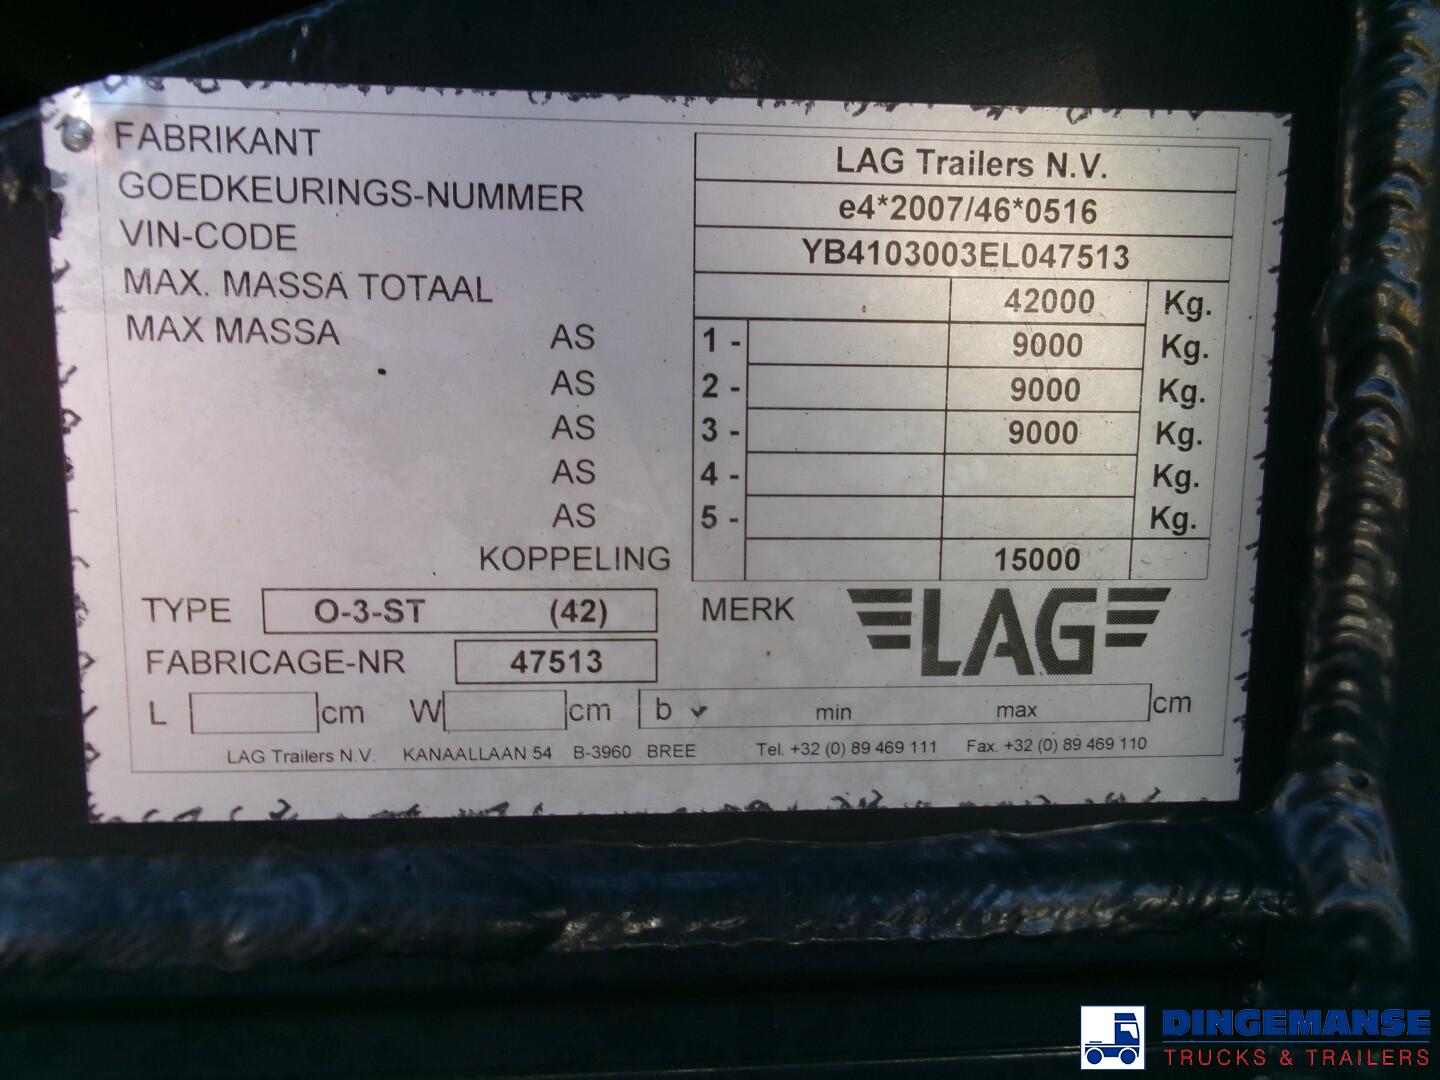 FABRIKANT LAG Trailers N.V.
GOEDKEURINGS-NUMMER e4*2007/46*0516
VIN-CODE YB4103003EL047513
MAX. MASSA TOTAAL 42000 Kg.
MAX MASSA AS 1 - 9000 Kg.
AS 2 - 9000 Kg.
AS 3 - 9000 Kg.
AS 4 - Kg.
AS 5 - Kg.
KOPPELING 15000
TYPE O-3-ST (42) MERK LAG
FABRICAGE-NR 47513
L cm W cm b min max cm
LAG Trailers N.V. KANAALLAAN 54 B-3960 BREE Tel. +32 (0) 89 469 111 Fax. +32 (0) 89 469 110
DINGEMANSE
TRUCKS & TRAILERS